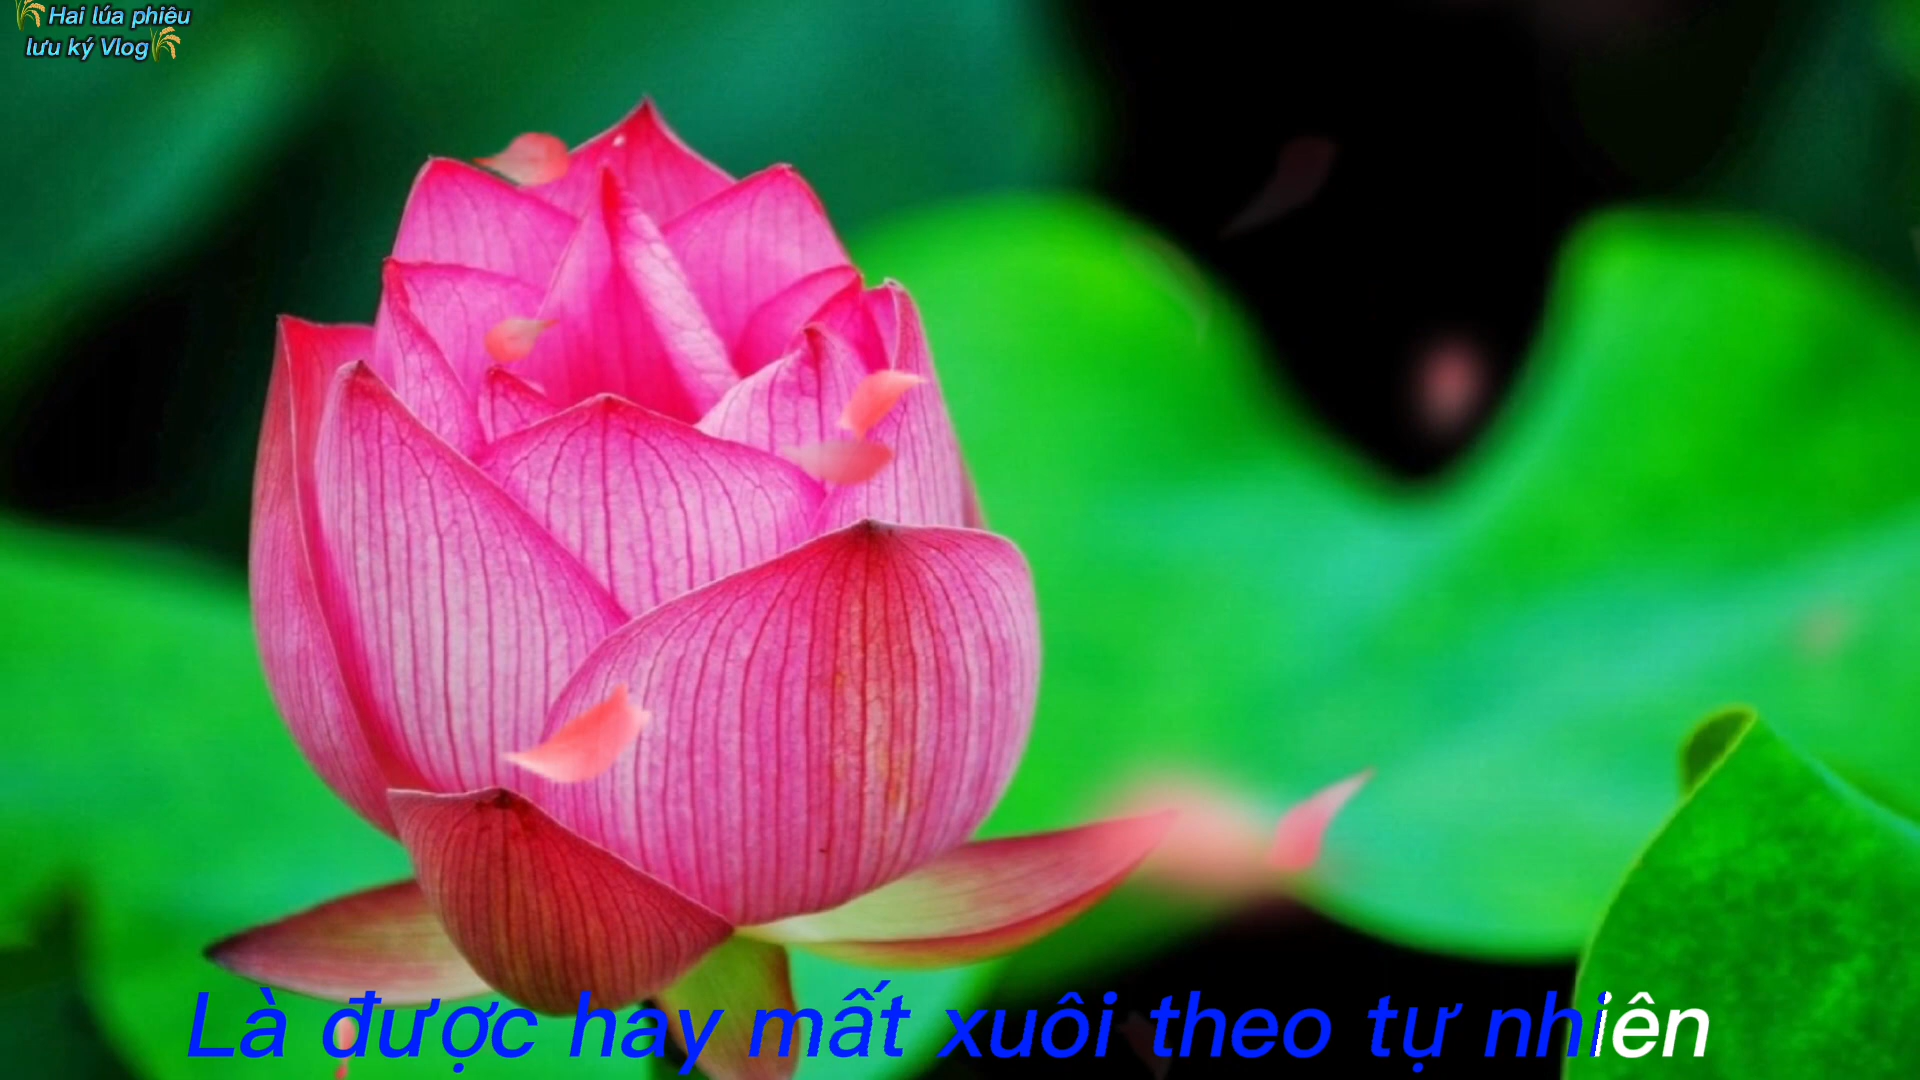 Hai lúa phiêu
lưu ký Vlog
Là được hay mất xuôi theo tự nhiên